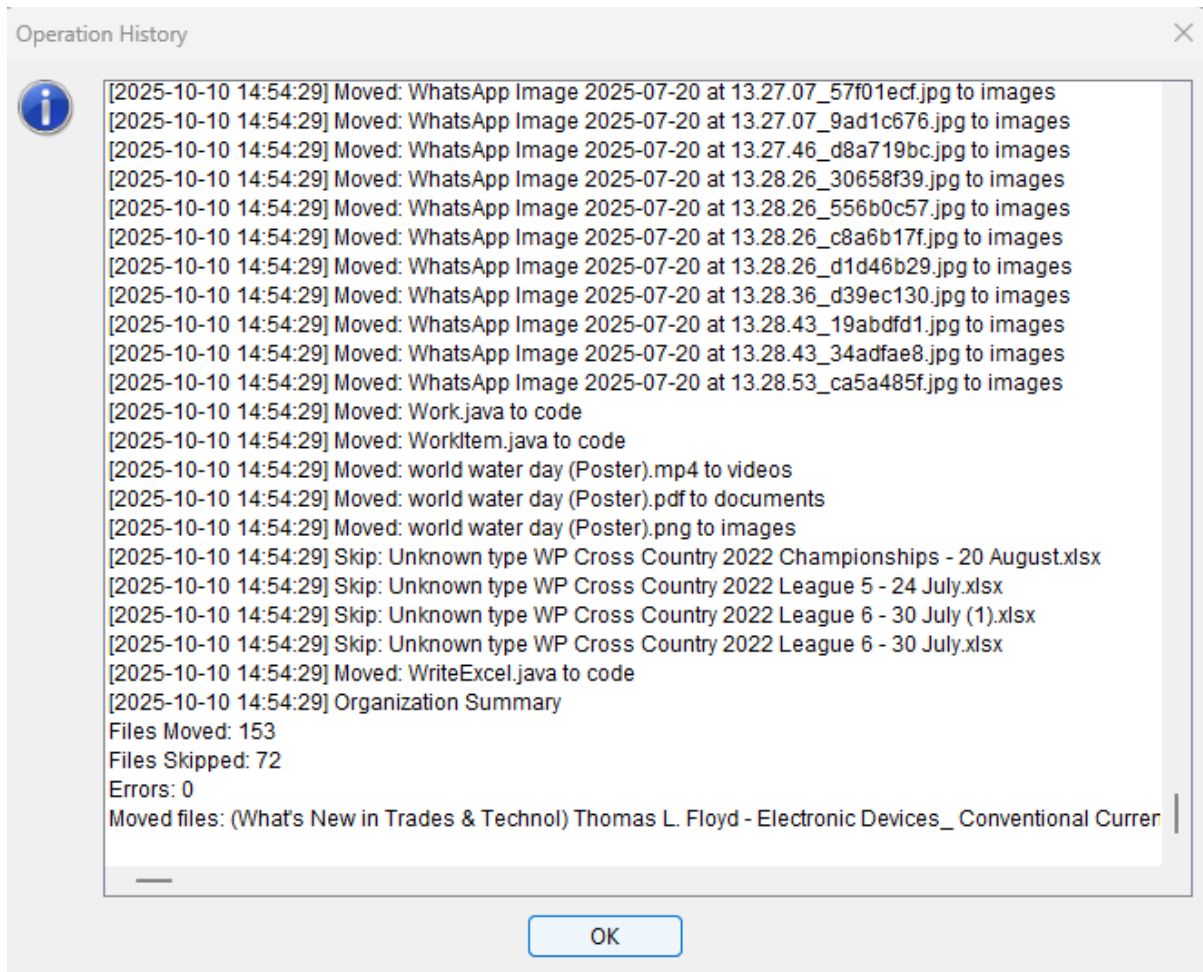 Operation History
[2025-10-10 14:54:29] Moved: WhatsApp Image 2025-07-20 at 13.27.07_57f01ecf.jpg to images
[2025-10-10 14:54:29] Moved: WhatsApp Image 2025-07-20 at 13.27.07_9ad1c676.jpg to images
[2025-10-10 14:54:29] Moved: WhatsApp Image 2025-07-20 at 13.27.46_d8a719bc.jpg to images
[2025-10-10 14:54:29] Moved: WhatsApp Image 2025-07-20 at 13.28.26_30658f39.jpg to images
[2025-10-10 14:54:29] Moved: WhatsApp Image 2025-07-20 at 13.28.26_556b0c57.jpg to images
[2025-10-10 14:54:29] Moved: WhatsApp Image 2025-07-20 at 13.28.26_c8a6b17f.jpg to images
[2025-10-10 14:54:29] Moved: WhatsApp Image 2025-07-20 at 13.28.26_d1d46b29.jpg to images
[2025-10-10 14:54:29] Moved: WhatsApp Image 2025-07-20 at 13.28.36_d39ec130.jpg to images
[2025-10-10 14:54:29] Moved: WhatsApp Image 2025-07-20 at 13.28.43_19abdfd1.jpg to images
[2025-10-10 14:54:29] Moved: WhatsApp Image 2025-07-20 at 13.28.43_34adfae8.jpg to images
[2025-10-10 14:54:29] Moved: WhatsApp Image 2025-07-20 at 13.28.53_ca5a485f.jpg to images
[2025-10-10 14:54:29] Moved: Work.java to code
[2025-10-10 14:54:29] Moved: WorkItem.java to code
[2025-10-10 14:54:29] Moved: world water day (Poster).mp4 to videos
[2025-10-10 14:54:29] Moved: world water day (Poster).pdf to documents
[2025-10-10 14:54:29] Moved: world water day (Poster).png to images
[2025-10-10 14:54:29] Skip: Unknown type WP Cross Country 2022 Championships - 20 August.xlsx
[2025-10-10 14:54:29] Skip: Unknown type WP Cross Country 2022 League 5 - 24 July.xlsx
[2025-10-10 14:54:29] Skip: Unknown type WP Cross Country 2022 League 6 - 30 July (1).xlsx
[2025-10-10 14:54:29] Skip: Unknown type WP Cross Country 2022 League 6 - 30 July.xlsx
[2025-10-10 14:54:29] Moved: WriteExcel.java to code
[2025-10-10 14:54:29] Organization Summary
Files Moved: 153
Files Skipped: 72
Errors: 0
Moved files: (What's New in Trades & Technol) Thomas L. Floyd - Electronic Devices_ Conventional Curren
OK